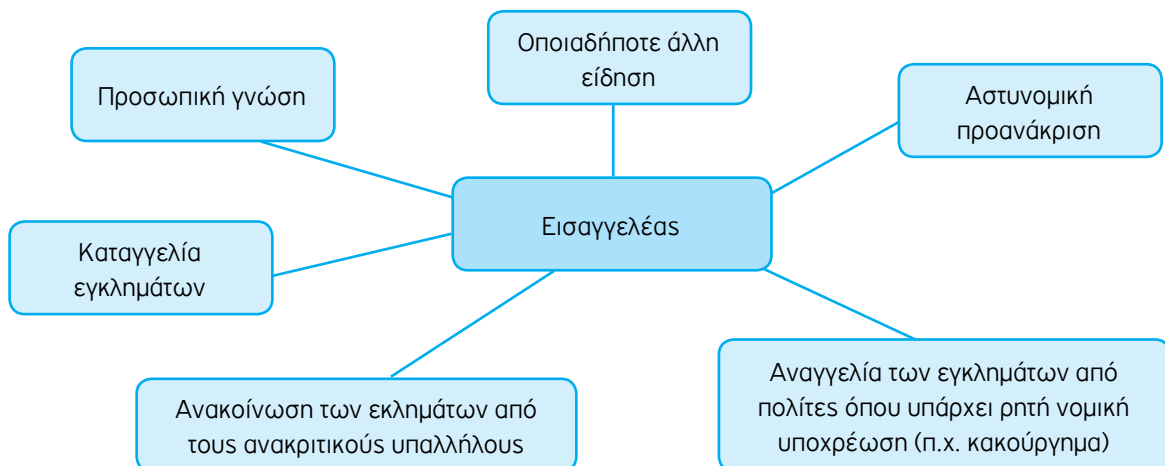 Οποιαδήποτε άλλη
είδηση
Προσωπική γνώση
Αστυνομική
προανάκριση
Εισαγγελέας
Καταγγελία
εγκλημάτων
Ανακοίνωση των εκλημάτων από
τους ανακριτικούς υπαλλήλους
Αναγγελία των εγκλημάτων από
πολίτες όπου υπάρχει ρητή νομική
υποχρέωση (π.χ. κακούργημα)